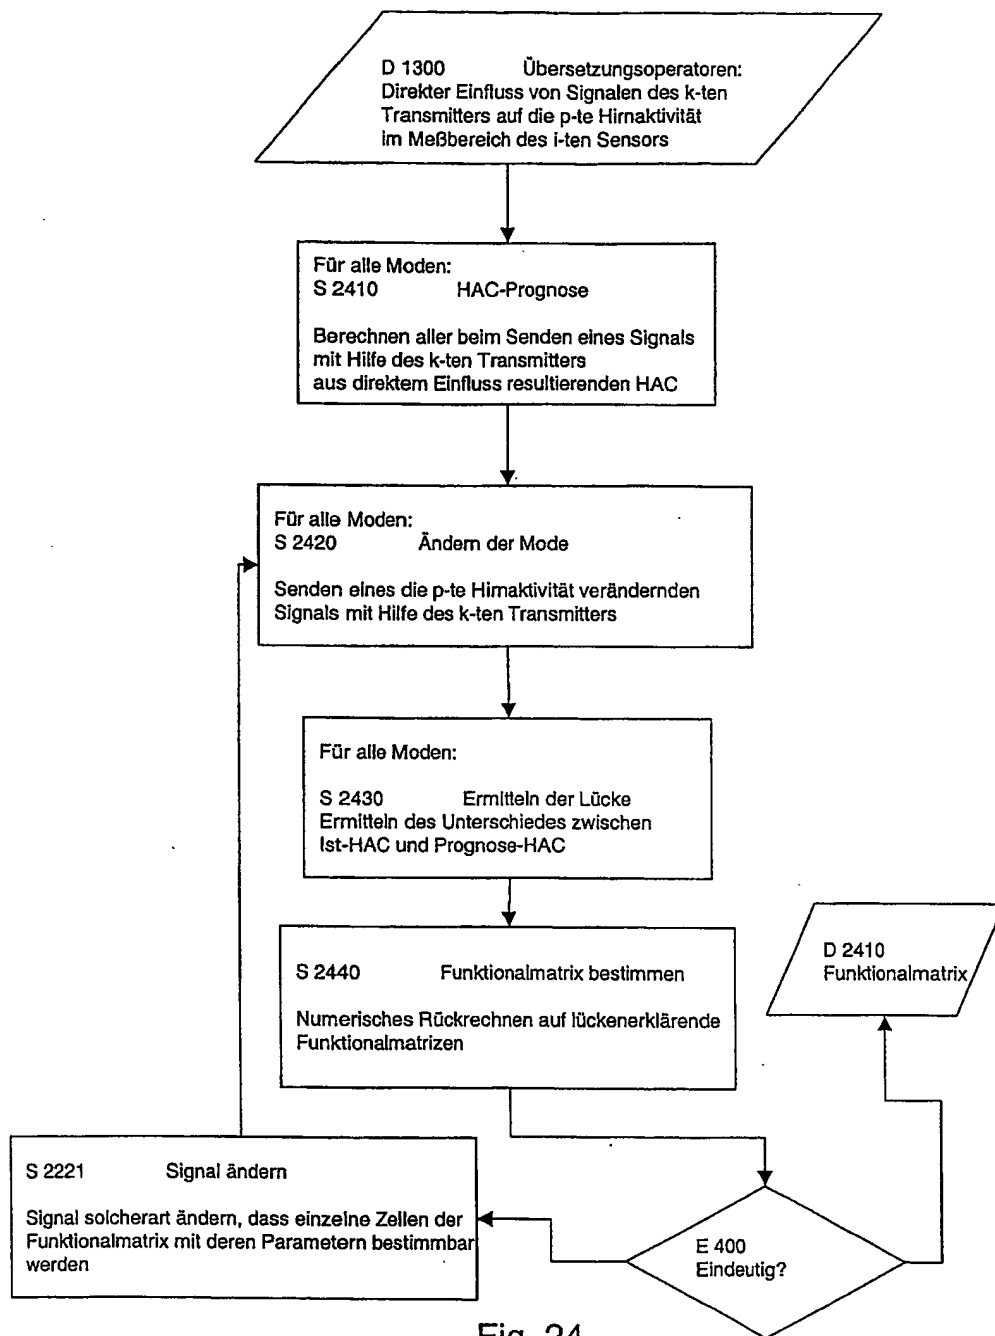 D 1300 Übersetzungsoperatoren:
Direkter Einfluss von Signalen des k-ten
Transmitters auf die p-te Hirnaktivität
im Meßbereich des i-ten Sensors
Für alle Moden:
S 2410 HAC-Prognose
Berechnen aller beim Senden eines Signals
mit Hilfe des k-ten Transmitters
aus direktem Einfluss resultierenden HAC
Für alle Moden:
S 2420 Ändern der Mode
Senden eines die p-te Hirnaktivität verändernden
Signals mit Hilfe des k-ten Transmitters
Für alle Moden:
S 2430 Ermitteln der Lücke
Ermitteln des Unterschiedes zwischen
Ist-HAC und Prognose-HAC
S 2440 Funktionalmatrix bestimmen
Numerisches Rückrechnen auf lückenerklärende
Funktionalmatrizen
D 2410
Funktionalmatrix
S 2221 Signal ändern
Signal solcherart ändern, dass einzelne Zellen der
Funktionalmatrix mit deren Parametern bestimmbar
werden
E 400
Eindeutig?
Fig. 24